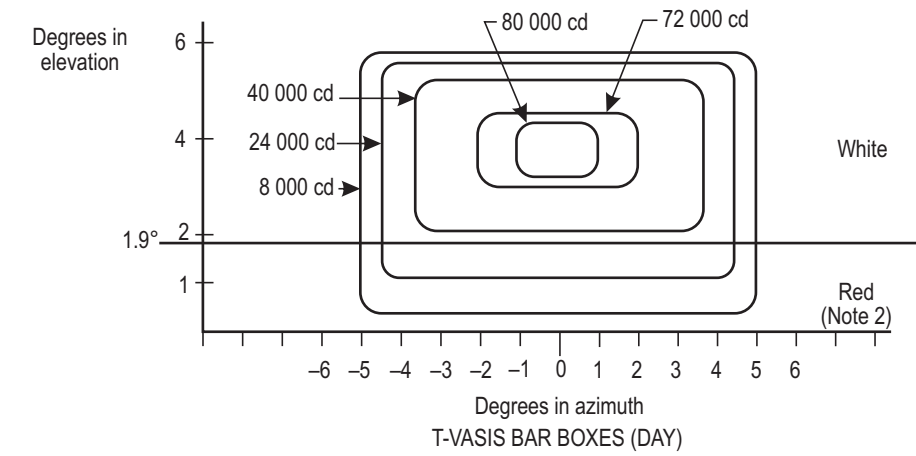 80 000 cd
72 000 cd
Degrees in
elevation
6
40 000 cd
4
24 000 cd
White
8 000 cd
1.9°
2
1
Red
(Note 2)
–6 –5 –4 –3 –2 –1 0 1 2 3 4 5 6
Degrees in azimuth
T-VASIS BAR BOXES (DAY)